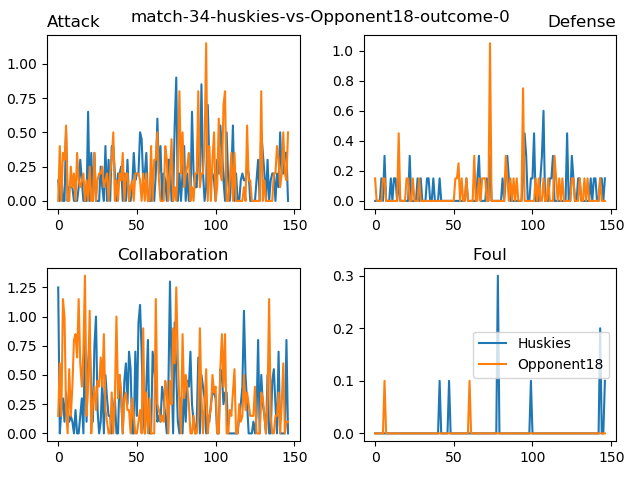 match-34-huskies-vs-Opponent18-outcome-0
Attack
Defense
1.00
0.75
0.50
0.25
0.00
0 50 100 150
1.0
0.8
0.6
0.4
0.2
0.0
0 50 100 150
Collaboration
Foul
1.25
1.00
0.75
0.50
0.25
0.00
0 50 100 150
0.3
0.2
0.1
0.0
0 50 100 150
Huskies
Opponent18